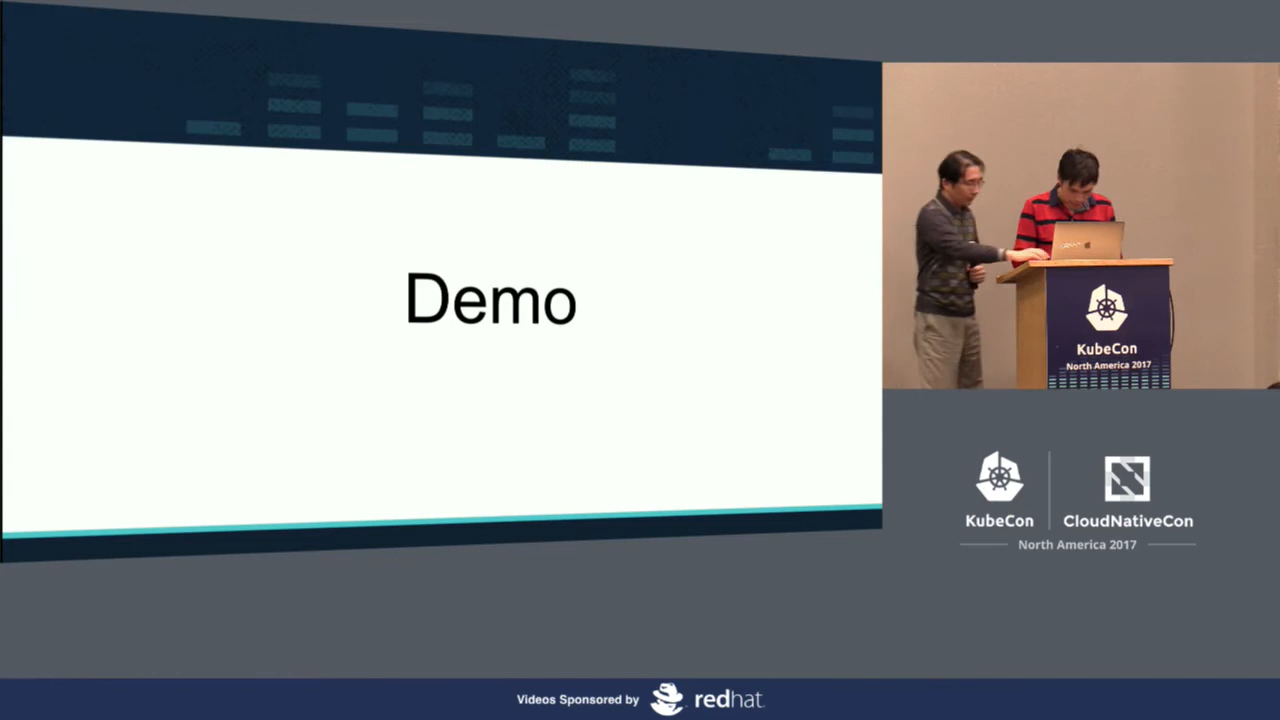 Demo
KubeCon
North America 2017
KubeCon
CloudNativeCon
North America 2017
Videos Sponsored by
redhat.